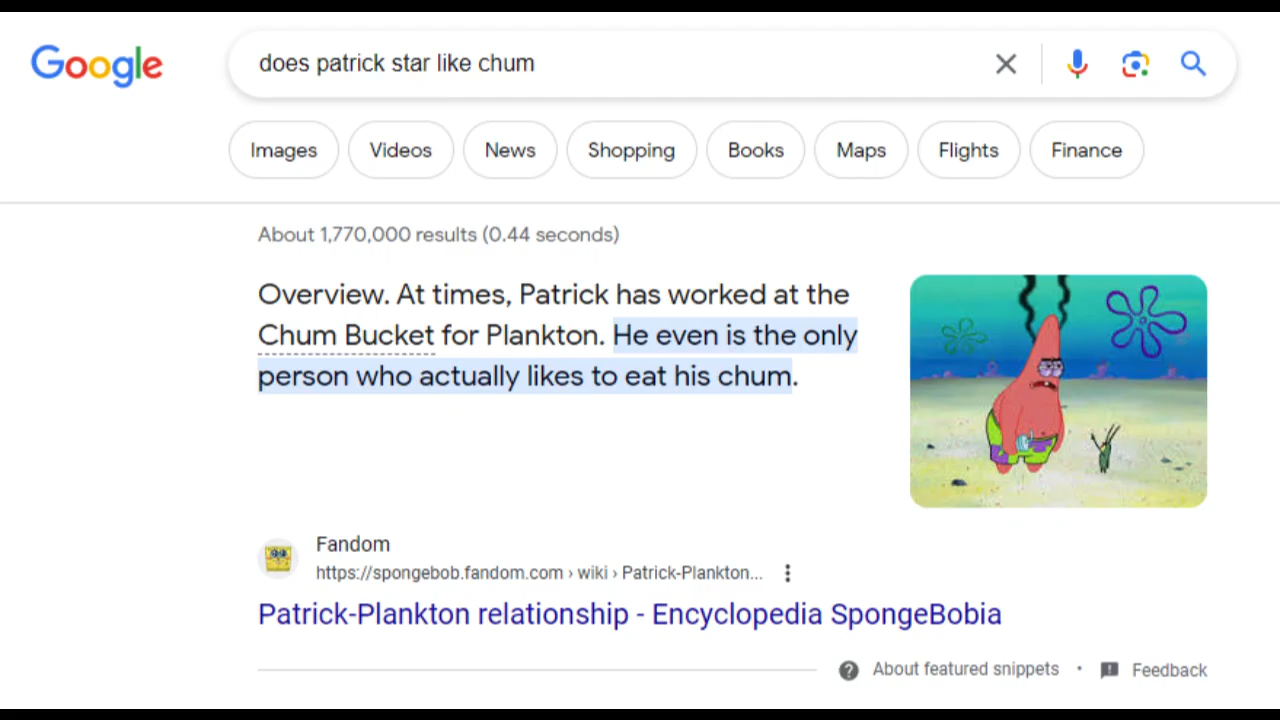 Google
does patrick star like chum
Images Videos News Shopping Books Maps Flights Finance
About 1,770,000 results (0.44 seconds)
Overview. At times, Patrick has worked at the
Chum Bucket for Plankton. He even is the only
person who actually likes to eat his chum.
Fandom
https://spongebob.fandom.com › wiki › Patrick-Plankton...
Patrick-Plankton relationship - Encyclopedia SpongeBobia
About featured snippets • Feedback